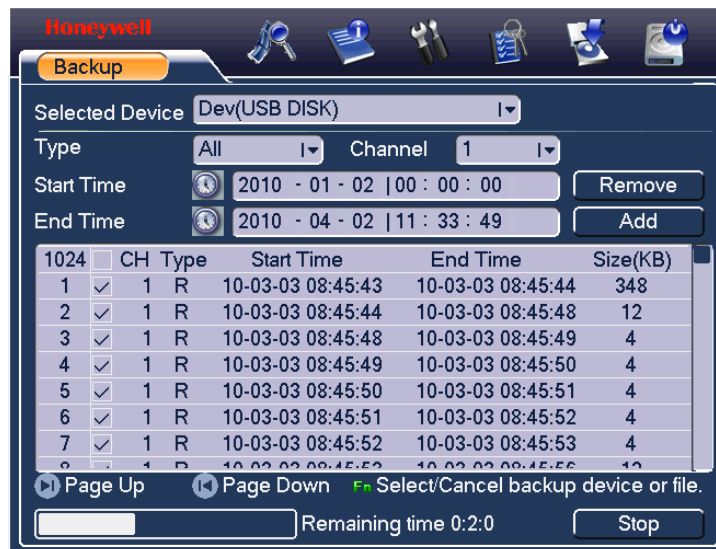 Honeywell
Backup
Selected Device Dev(USB DISK)
Type All Channel 1
Start Time 2010 - 01 - 02 |00 : 00 : 00 Remove
End Time 2010 - 04 - 02 |11 : 33 : 49 Add
1024 CH Type Start Time End Time Size(KB)
1 1 R 10-03-03 08:45:43 10-03-03 08:45:44 348
2 1 R 10-03-03 08:45:44 10-03-03 08:45:48 12
3 1 R 10-03-03 08:45:48 10-03-03 08:45:49 4
4 1 R 10-03-03 08:45:49 10-03-03 08:45:50 4
5 1 R 10-03-03 08:45:50 10-03-03 08:45:51 4
6 1 R 10-03-03 08:45:51 10-03-03 08:45:52 4
7 1 R 10-03-03 08:45:52 10-03-03 08:45:53 4
Page Up Page Down Fn Select/Cancel backup device or file.
Remaining time 0:2:0 Stop